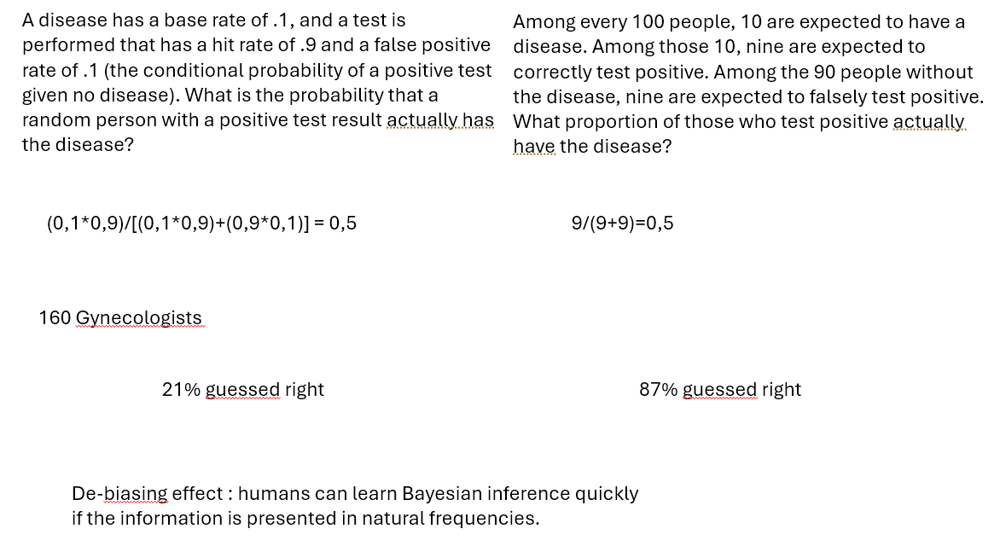 A disease has a base rate of .1, and a test is
performed that has a hit rate of .9 and a false positive
rate of .1 (the conditional probability of a positive test
given no disease). What is the probability that a
random person with a positive test result actually has
the disease?
Among every 100 people, 10 are expected to have a
disease. Among those 10, nine are expected to
correctly test positive. Among the 90 people without
the disease, nine are expected to falsely test positive.
What proportion of those who test positive actually
have the disease?
(0,1*0,9)/[(0,1*0,9)+(0,9*0,1)] = 0,5
9/(9+9)=0,5
160 Gynecologists
21% guessed right
87% guessed right
De-biasing effect : humans can learn Bayesian inference quickly
if the information is presented in natural frequencies.